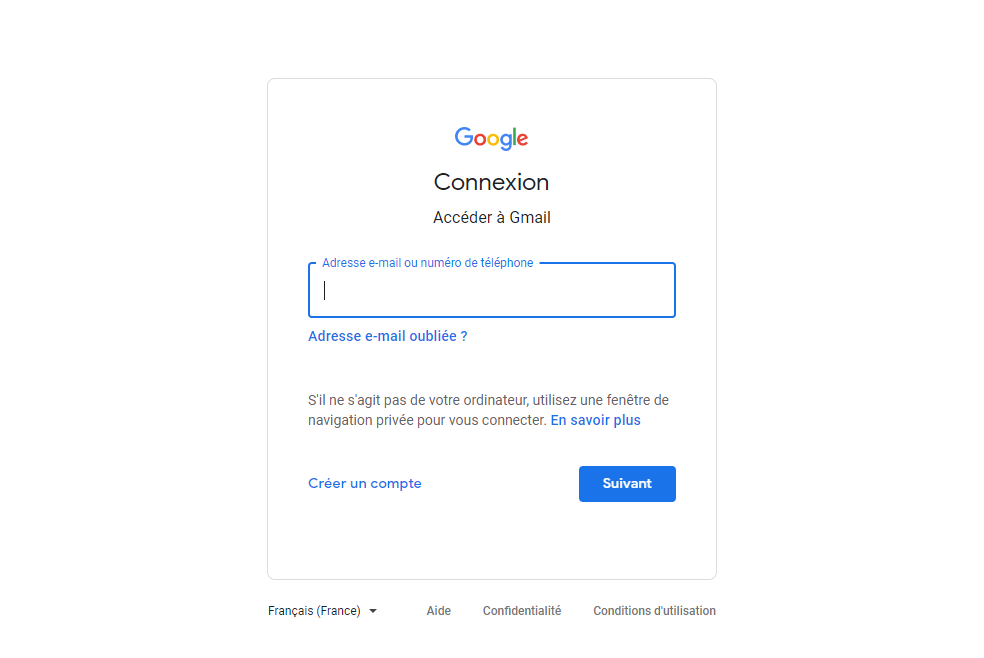 Google
Connexion
Accéder à Gmail
Adresse e-mail ou numéro de téléphone
Adresse e-mail oubliée ?
S'il ne s'agit pas de votre ordinateur, utilisez une fenêtre de
navigation privée pour vous connecter. En savoir plus
Créer un compte
Suivant
Français (France)
Aide
Confidentialité
Conditions d'utilisation